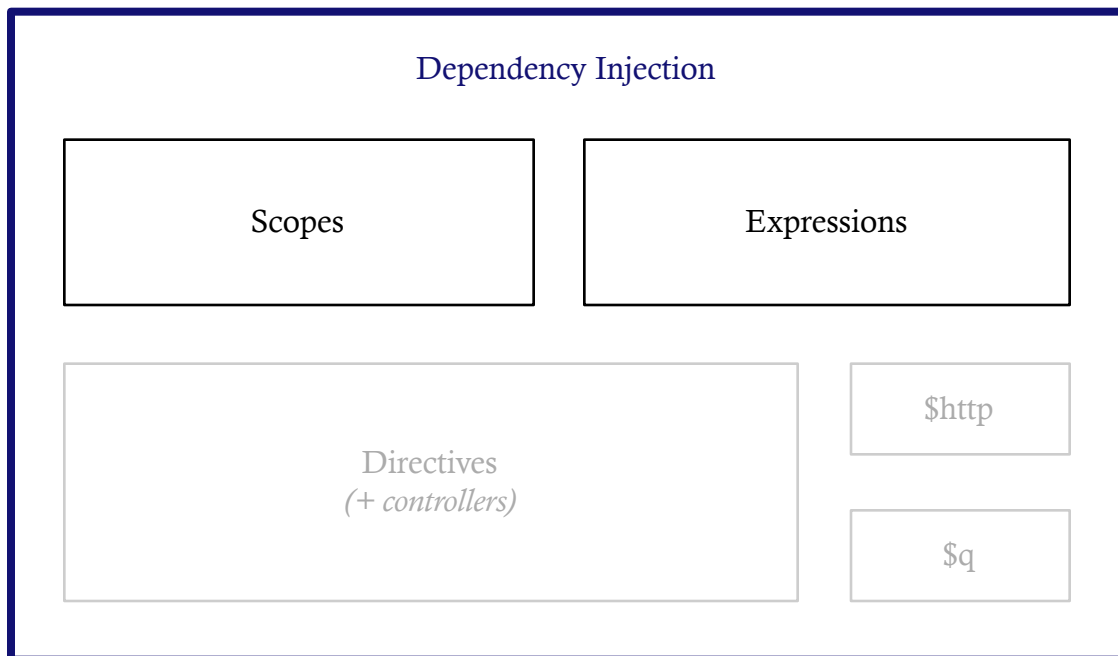 Dependency Injection
Scopes
Expressions
Directives
(+ controllers)
$http
$q